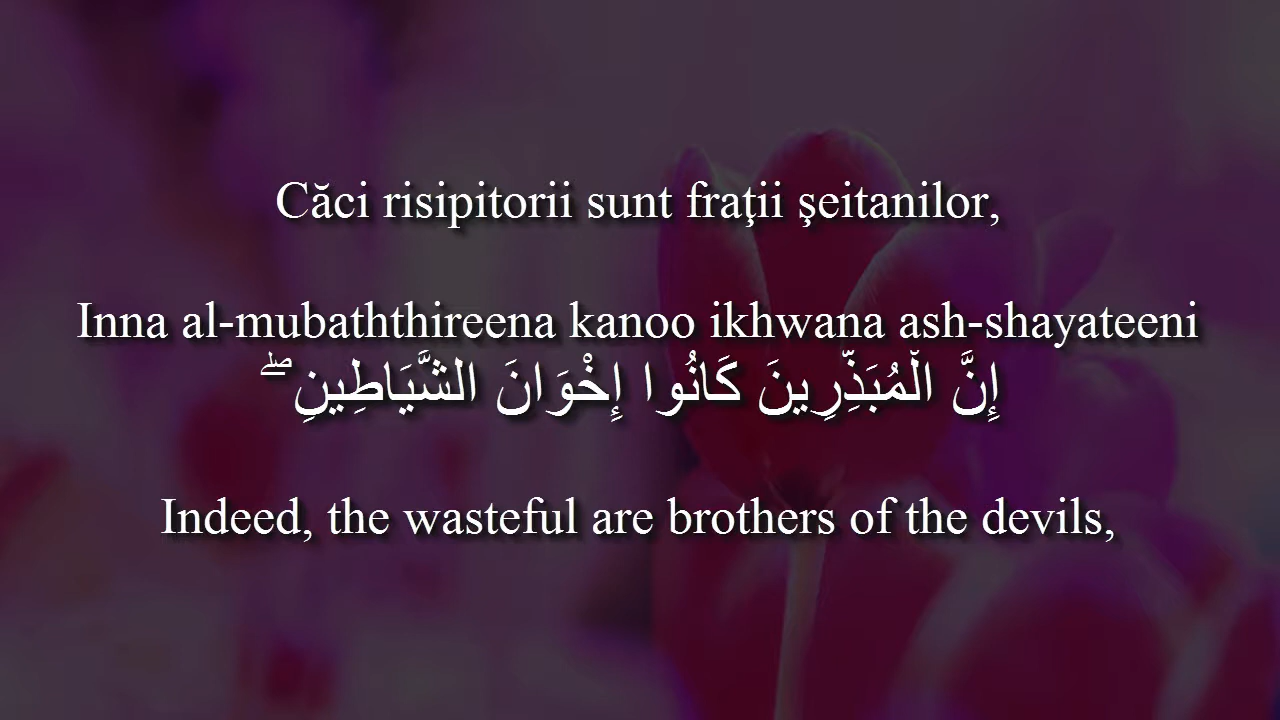 Căci risipitorii sunt fraţii şeitanilor,
Inna al-mubaththireena kanoo ikhwana ash-shayateeni
إِنَّ الْمُبَذِّرِينَ كَانُوا إِخْوَانَ الشَّيَاطِينِ ۖ
Indeed, the wasteful are brothers of the devils,